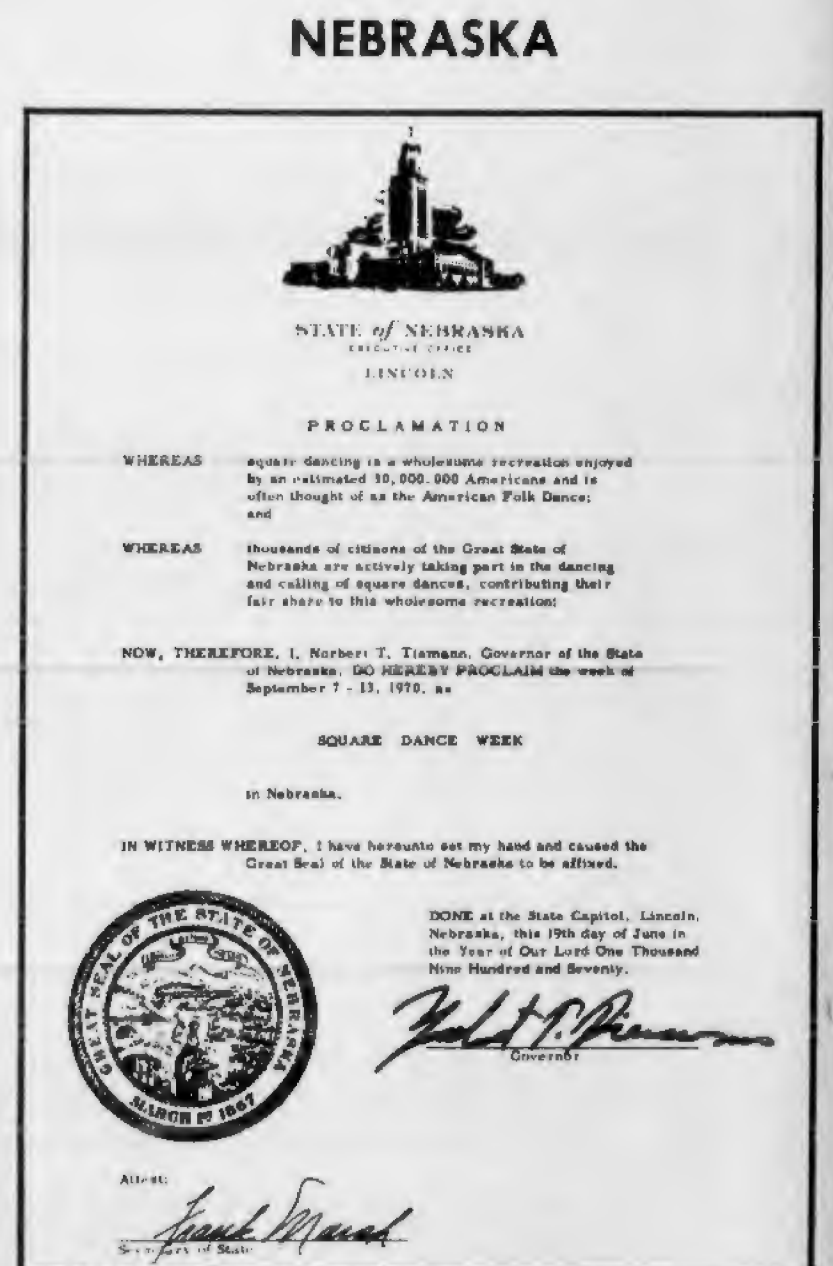 NEBRASKA
STATE of NEBRASKA
EXECUTIVE OFFICE
LINCOLN
PROCLAMATION
WHEREAS square dancing is a wholesome recreation enjoyed
by an estimated 10,000,000 Americans and is
often thought of as the American Folk Dance;
and
WHEREAS thousands of citizens of the Great State of
Nebraska are actively taking part in the dancing
and calling of square dances, contributing their
fair share to this wholesome recreation;
NOW, THEREFORE, I, Norbert T. Tiemann, Governor of the State
of Nebraska, DO HEREBY PROCLAIM the week of
September 7 - 13, 1970, as
SQUARE DANCE WEEK
in Nebraska.
IN WITNESS WHEREOF, I have hereunto set my hand and caused the
Great Seal of the State of Nebraska to be affixed.
GREAT SEAL OF THE STATE OF NEBRASKA
MARCH 1ST 1867
DONE at the State Capitol, Lincoln,
Nebraska, this 19th day of June in
the Year of Our Lord One Thousand
Nine Hundred and Seventy.
Norbert T. Tiemann
Governor
Attest:
Frank Marsh
Secretary of State